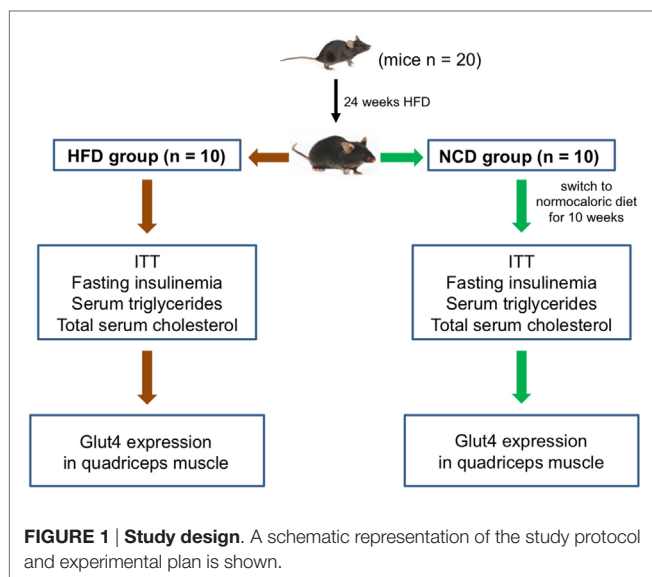 (mice n = 20)
24 weeks HFD
HFD group (n = 10)
NCD group (n = 10)
switch to
normocaloric diet
for 10 weeks
ITT
Fasting insulinemia
Serum triglycerides
Total serum cholesterol
ITT
Fasting insulinemia
Serum triglycerides
Total serum cholesterol
Glut4 expression
in quadriceps muscle
Glut4 expression
in quadriceps muscle
FIGURE 1 | Study design. A schematic representation of the study protocol
and experimental plan is shown.